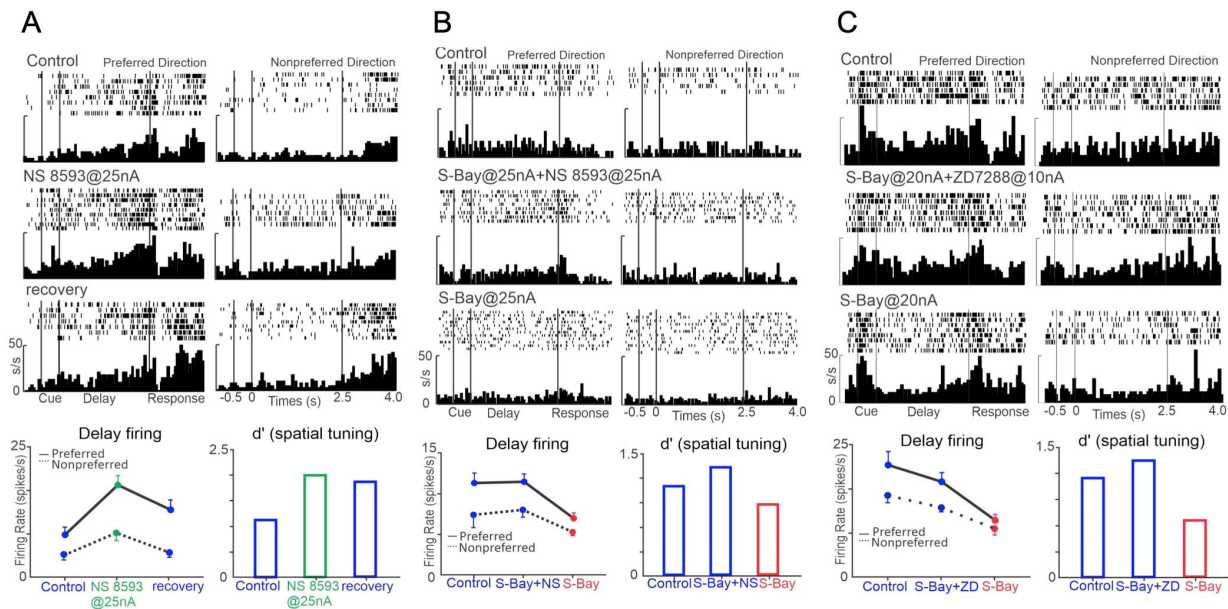 A
Control
Preferred Direction
Nonpreferred Direction
NS 8593@25nA
recovery
50
s/s
0
-0.5 0 2.5 4.0
Cue Delay Response
Times (s)
Delay firing
25
Preferred
Nonpreferred
Firing Rate (spikes/s)
0
Control NS 8593 recovery
@25nA
d' (spatial tuning)
2.5
0
Control NS 8593 recovery
@25nA
B
Control
Preferred Direction
Nonpreferred Direction
S-Bay@25nA+NS 8593@25nA
S-Bay@25nA
50
s/s
0
-0.5 0 2.5 4.0
Cue Delay Response
Times (s)
Delay firing
15
Firing Rate (spikes/s)
Preferred
Nonpreferred
0
Control S-Bay+NS S-Bay
d' (spatial tuning)
1.5
0
Control S-Bay+NS S-Bay
C
Control
Preferred Direction
Nonpreferred Direction
S-Bay@20nA+ZD7288@10nA
S-Bay@20nA
50
s/s
0
-0.5 0 2.5 4.0
Cue Delay Response
Times (s)
Delay firing
25
Firing Rate (spikes/s)
Preferred
Nonpreferred
0
Control S-Bay+ZD S-Bay
d' (spatial tuning)
1.5
0
Control S-Bay+ZD S-Bay